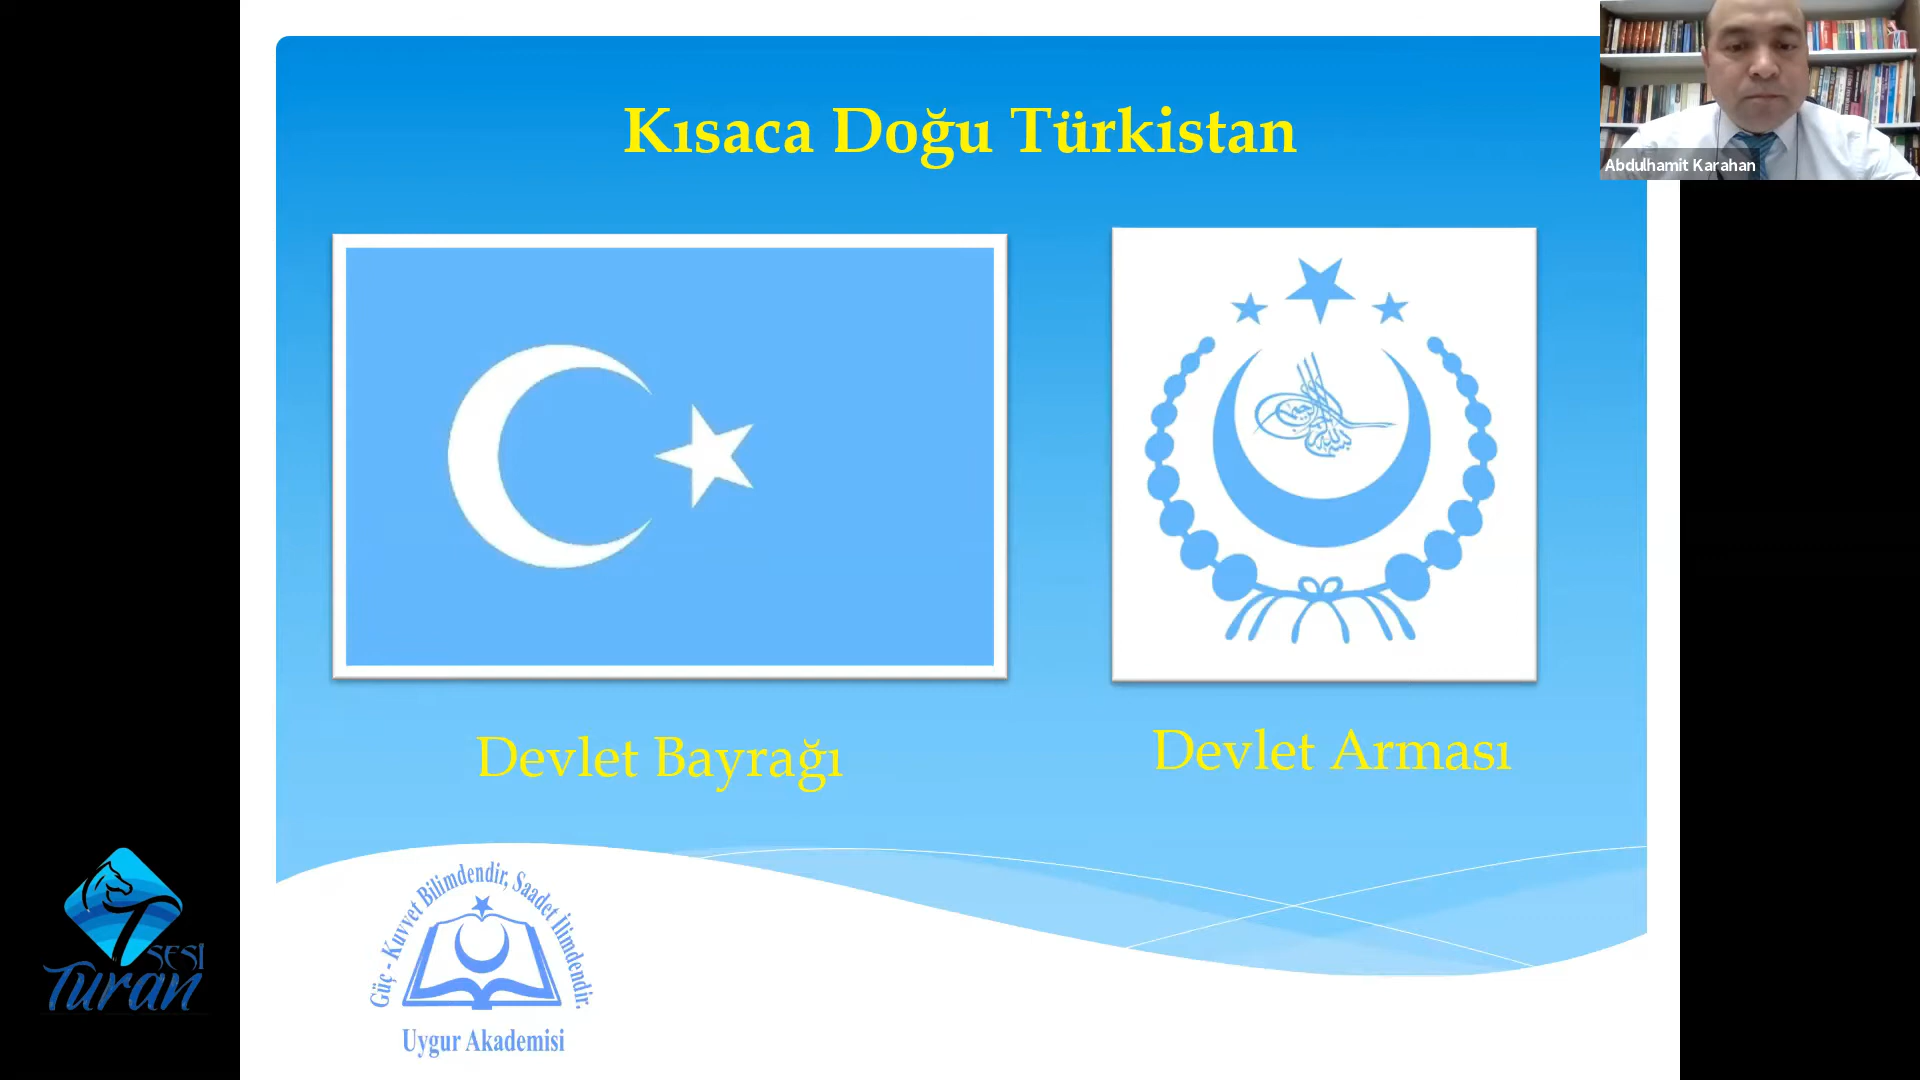 Kısaca Doğu Türkistan
Abdulhamit Karahan
Devlet Bayrağı
Devlet Arması
Güç - Kuvvet Bilimdendir, Saadet İlimdendir.
Uygur Akademisi
SESİ
Turan